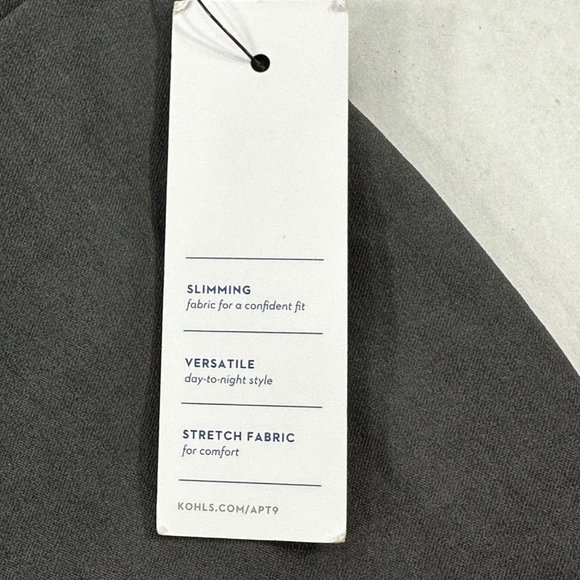 SLIMMING
fabric for a confident fit
VERSATILE
day-to-night style
STRETCH FABRIC
for comfort
KOHLS.COM/APT9